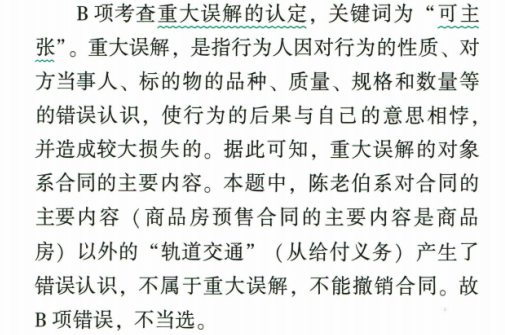 B项考查重大误解的认定，关键词为“可主
张”。重大误解，是指行为人因对行为的性质、对
方当事人、标的物的品种、质量、规格和数量等
的错误认识，使行为的后果与自己的意思相悖，
并造成较大损失的。据此可知，重大误解的对象
系合同的主要内容。本题中，陈老伯系对合同的
主要内容（商品房预售合同的主要内容是商品
房）以外的“轨道交通”（从给付义务）产生了
错误认识，不属于重大误解，不能撤销合同。故
B项错误，不当选。